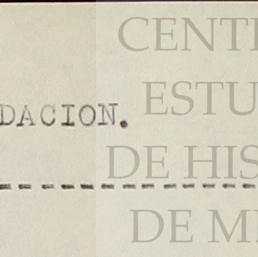 CENT
DACION. ESTU
DE HIS
DE M